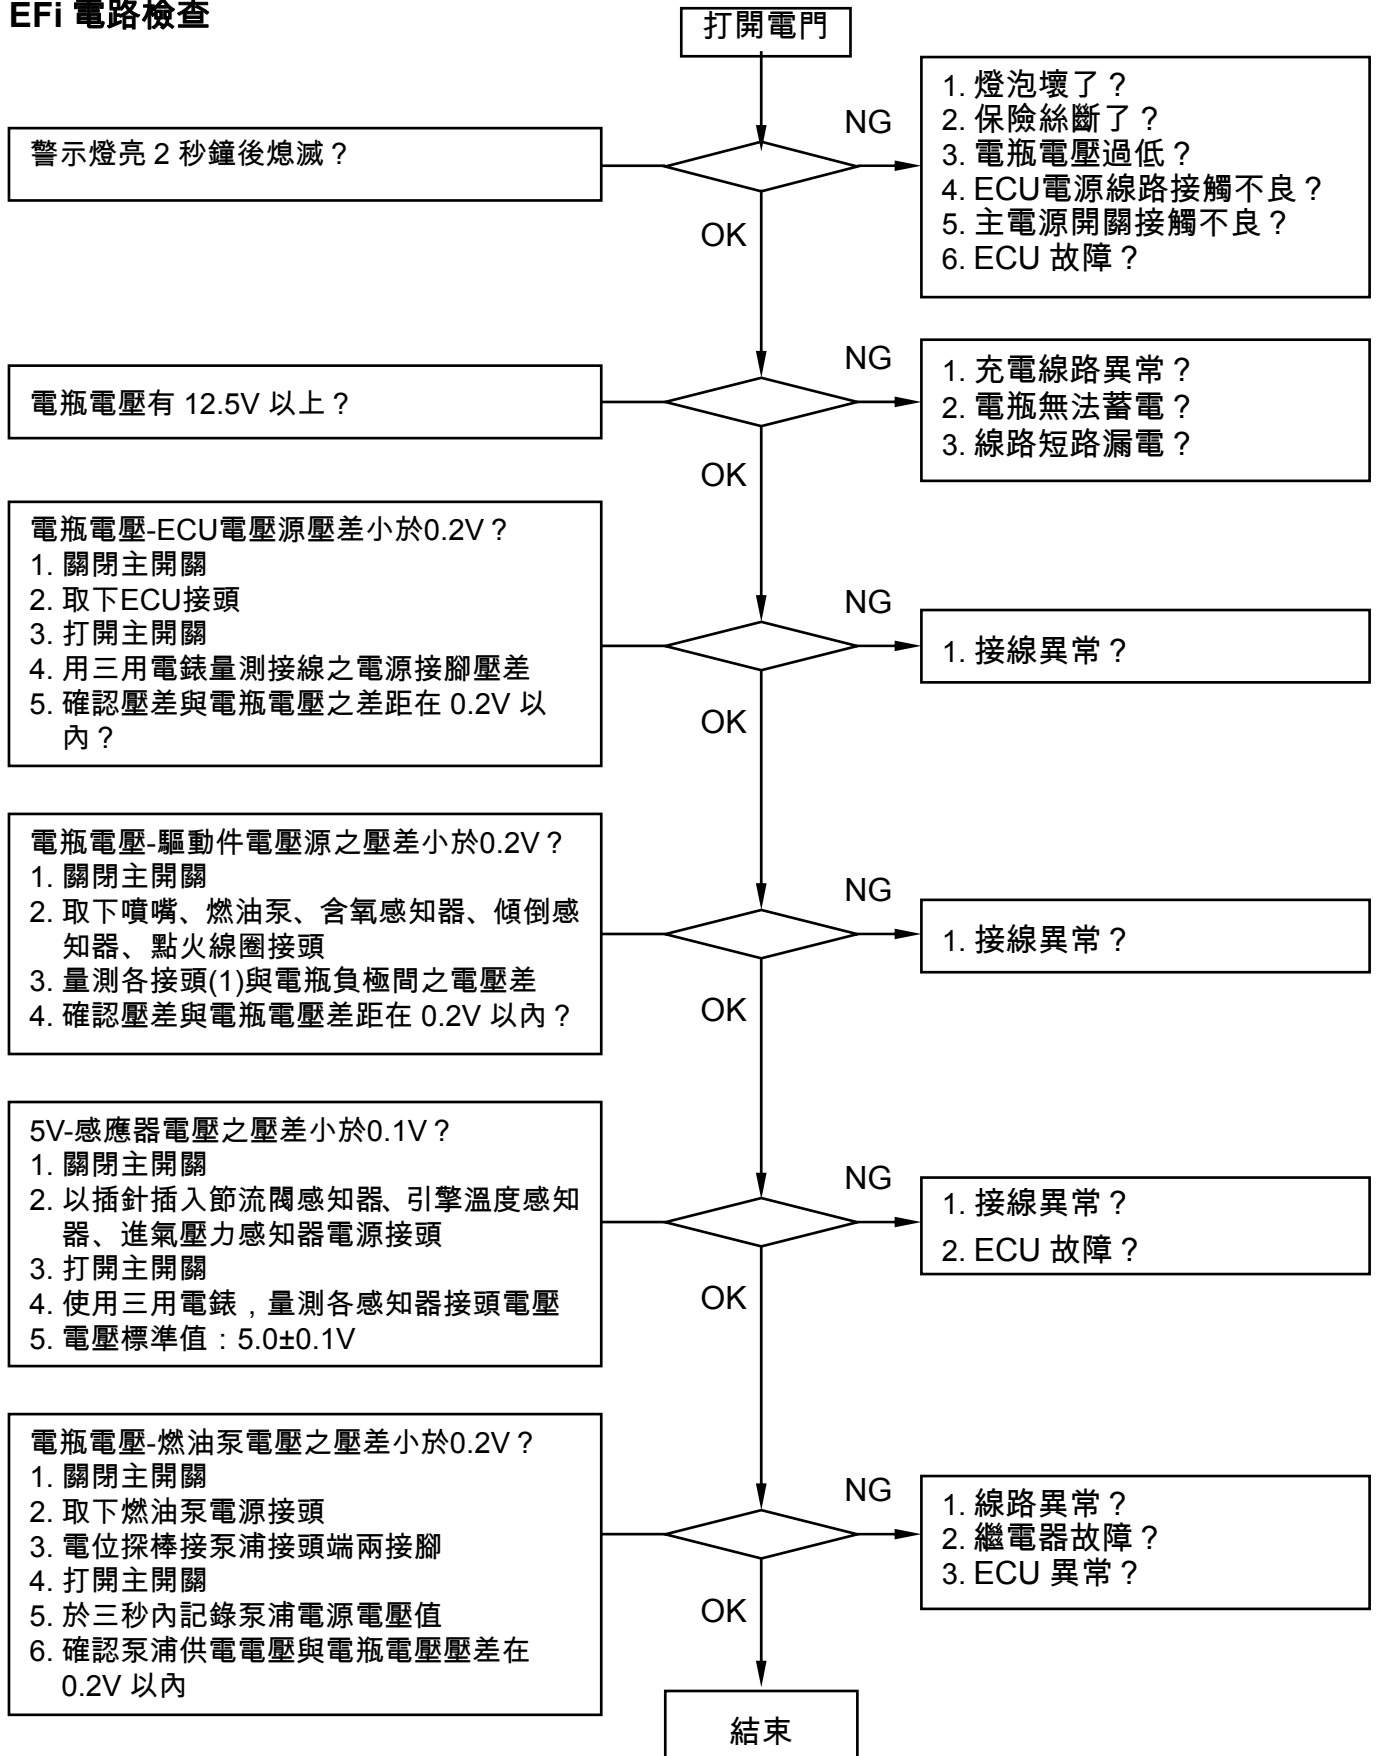 EFi 電路檢查
打開電門
警示燈亮 2 秒鐘後熄滅？
NG
1. 燈泡壞了？
2. 保險絲斷了？
3. 電瓶電壓過低？
4. ECU電源線路接觸不良？
5. 主電源開關接觸不良？
6. ECU 故障？
OK
電瓶電壓有 12.5V 以上？
NG
1. 充電線路異常？
2. 電瓶無法蓄電？
3. 線路短路漏電？
OK
電瓶電壓-ECU電壓源壓差小於0.2V？
1. 關閉主開關
2. 取下ECU接頭
3. 打開主開關
4. 用三用電錶量測接線之電源接腳壓差
5. 確認壓差與電瓶電壓之差距在 0.2V 以
內？
NG
1. 接線異常？
OK
電瓶電壓-驅動件電壓源之壓差小於0.2V？
1. 關閉主開關
2. 取下噴嘴、燃油泵、含氧感知器、傾倒感
知器、點火線圈接頭
3. 量測各接頭(1)與電瓶負極間之電壓差
4. 確認壓差與電瓶電壓差距在 0.2V 以內？
NG
1. 接線異常？
OK
5V-感應器電壓之壓差小於0.1V？
1. 關閉主開關
2. 以插針插入節流閥感知器、引擎溫度感知
器、進氣壓力感知器電源接頭
3. 打開主開關
4. 使用三用電錶，量測各感知器接頭電壓
5. 電壓標準值：5.0±0.1V
NG
1. 接線異常？
2. ECU 故障？
OK
電瓶電壓-燃油泵電壓之壓差小於0.2V？
1. 關閉主開關
2. 取下燃油泵電源接頭
3. 電位探棒接泵浦接頭端兩接腳
4. 打開主開關
5. 於三秒內記錄泵浦電源電壓值
6. 確認泵浦供電電壓與電瓶電壓壓差在
0.2V 以內
NG
1. 線路異常？
2. 繼電器故障？
3. ECU 異常？
OK
結束